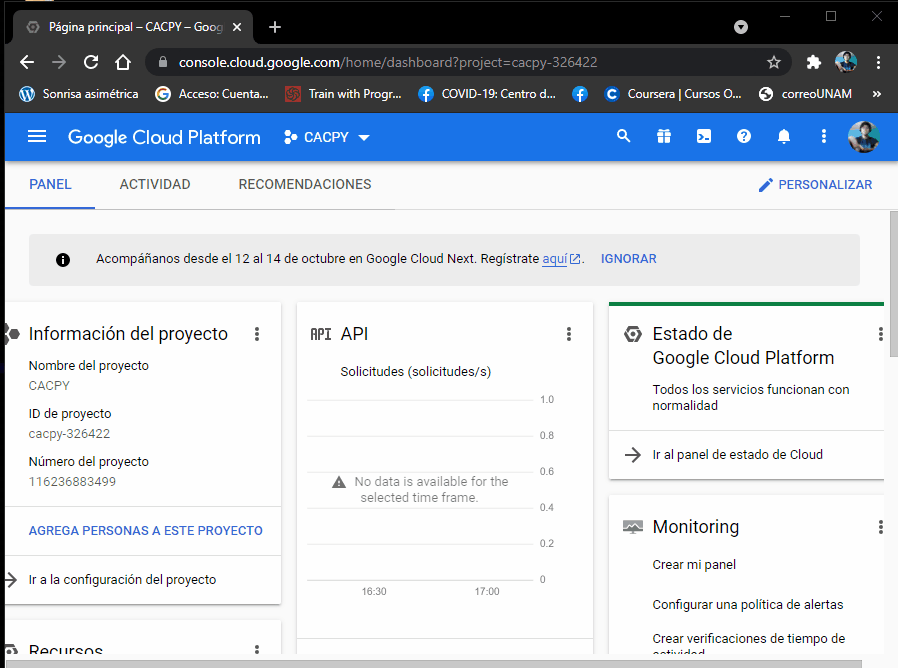 Página principal – CACPY – Goog
console.cloud.google.com/home/dashboard?project=cacpy-326422
Sonrisa asimétrica
Acceso: Cuenta...
Train with Progr...
COVID-19: Centro d...
Coursera | Cursos O...
correoUNAM
»
Google Cloud Platform
CACPY
PANEL
ACTIVIDAD
RECOMENDACIONES
PERSONALIZAR
Acompáñanos desde el 12 al 14 de octubre en Google Cloud Next. Regístrate aquí. IGNORAR
Información del proyecto
Nombre del proyecto
CACPY
ID de proyecto
cacpy-326422
Número del proyecto
116236883499
AGREGA PERSONAS A ESTE PROYECTO
Ir a la configuración del proyecto
Recursos
API API
Solicitudes (solicitudes/s)
1.0
0.8
0.6
No data is available for the
selected time frame.
0.4
0.2
0
16:30
17:00
Estado de
Google Cloud Platform
Todos los servicios funcionan con
normalidad
Ir al panel de estado de Cloud
Monitoring
Crear mi panel
Configurar una política de alertas
Crear verificaciones de tiempo de
actividad